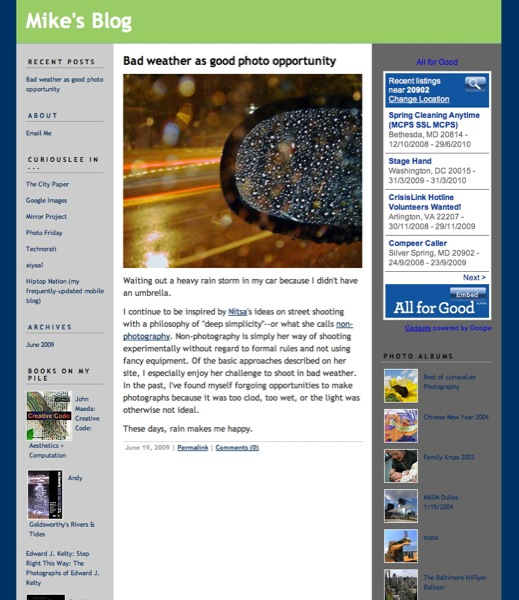 Mike's Blog
RECENT POSTS
Bad weather as good photo
opportunity
ABOUT
Email Me
CURIOUSLEE IN
...
The City Paper
Google Images
Mirror Project
Photo Friday
Technorati
aiyaa!
Hiptop Nation (my
frequently-updated mobile
blog)
ARCHIVES
June 2009
BOOKS ON MY
PILE
Creative Code
John
Maeda:
Creative
Code:
Aesthetics +
Computation
Andy
Goldsworthy's Rivers &
Tides
Edward J. Kelty: Step
Right This Way: The
Photographs of Edward J.
Kelty
Bad weather as good photo opportunity
Waiting out a heavy rain storm in my car because I didn't have
an umbrella.
I continue to be inspired by Nitsa's ideas on street shooting
with a philosophy of "deep simplicity"--or what she calls non-
photography. Non-photography is simply her way of shooting
experimentally without regard to formal rules and not using
fancy equipment. Of the basic approaches described on her
site, I especially enjoy her challenge to shoot in bad weather.
In the past, I've found myself forgoing opportunities to make
photographs because it was too clod, too wet, or the light was
otherwise not ideal.
These days, rain makes me happy.
June 19, 2009 | Permalink | Comments (0)
All for Good
Recent listings
near 20902
Change Location
Spring Cleaning Anytime
(MCPS SSL MCPS)
Bethesda, MD 20814 -
12/10/2008 - 29/6/2010
Stage Hand
Washington, DC 20015 -
31/3/2009 - 31/3/2010
CrisisLink Hotline
Volunteers Wanted!
Arlington, VA 22207 -
30/11/2008 - 29/11/2009
Compeer Caller
Silver Spring, MD 20902 -
24/9/2008 - 23/9/2009
Next >
Embed
All for Good
Gadgets powered by Google
PHOTO ALBUMS
Best of curiousLee
Photography
Chinese New Year 2004
Family Xmas 2003
NASM Dulles -
1/19/2004
stata
The Baltimore HiFlyer
Balloon